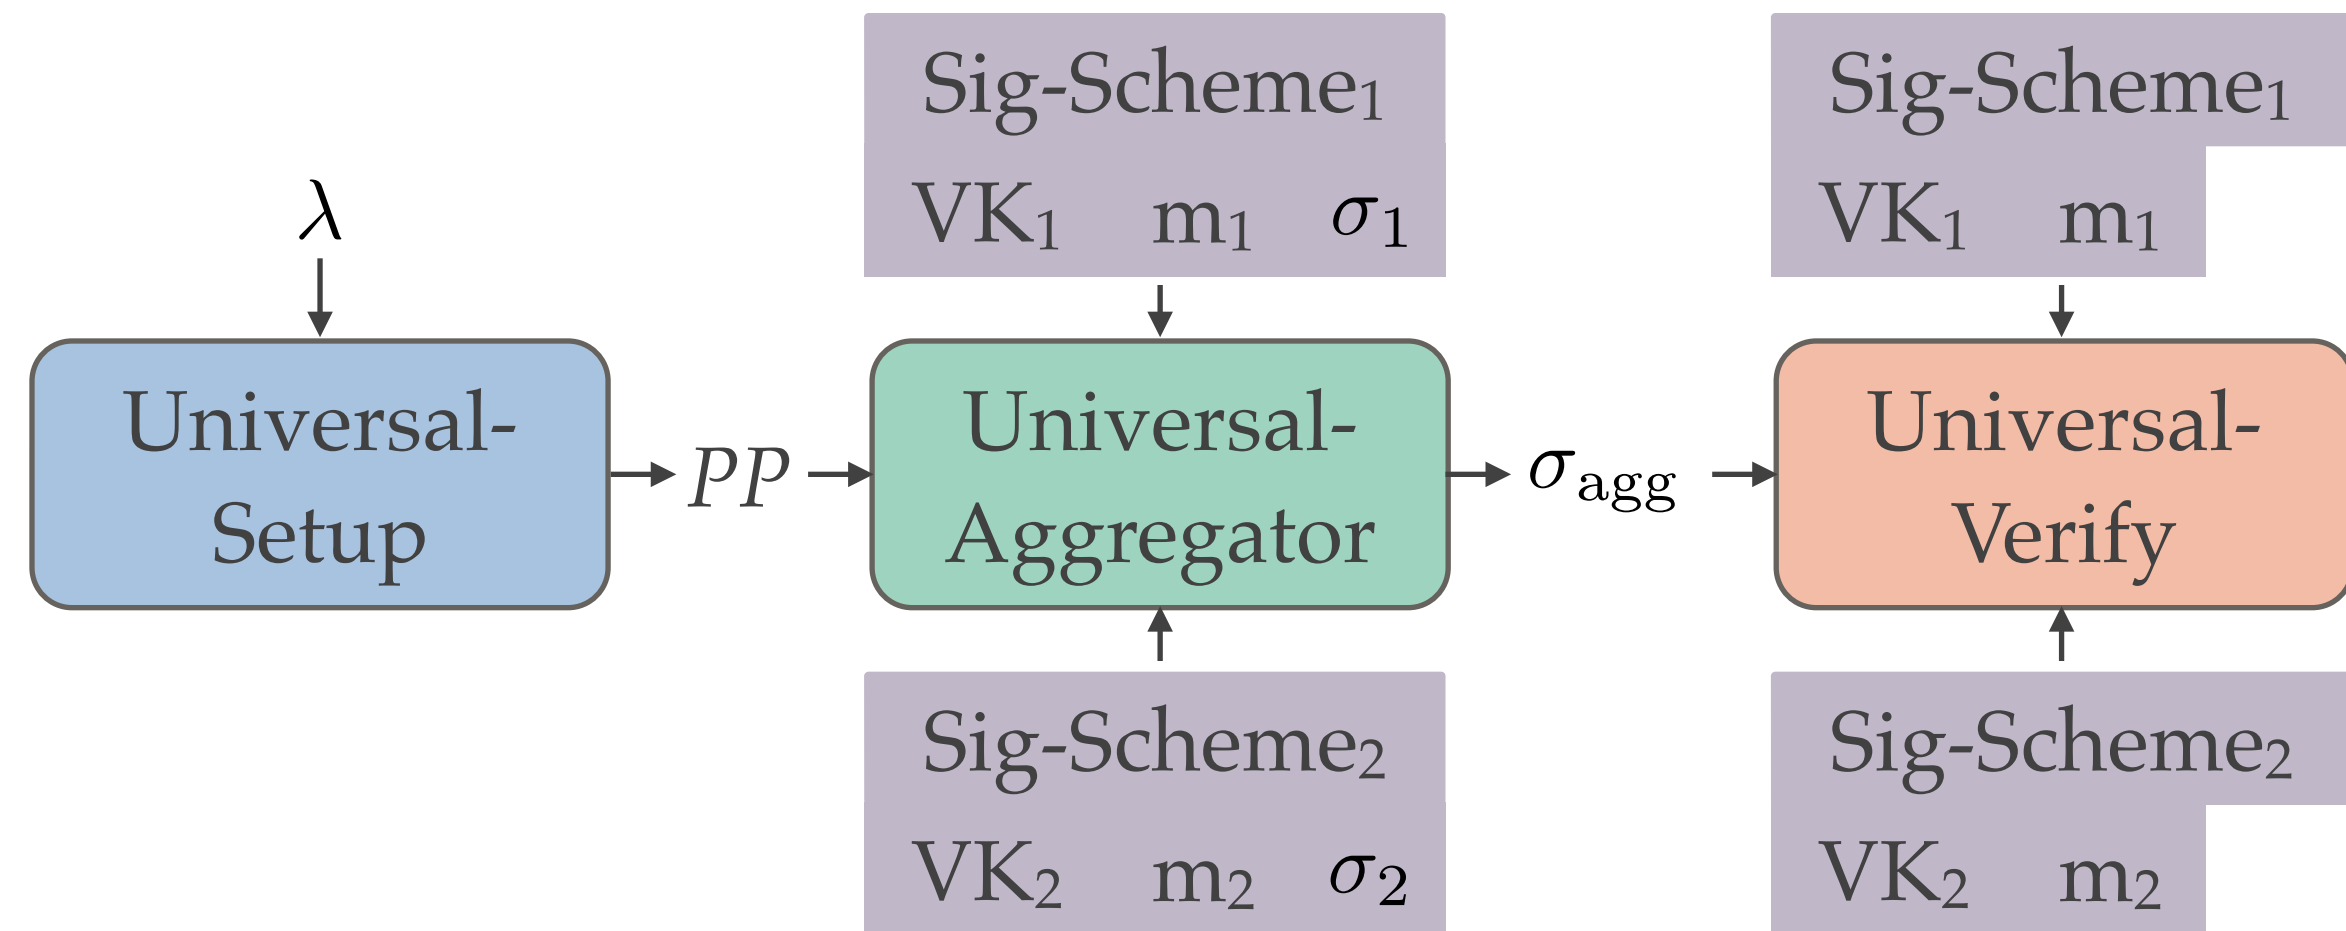 λ
Universal-
Setup
PP
Sig-Scheme₁
VK₁ m₁ σ₁
Universal-
Aggregator
Sig-Scheme₂
VK₂ m₂ σ₂
σagg
Sig-Scheme₁
VK₁ m₁
Universal-
Verify
Sig-Scheme₂
VK₂ m₂